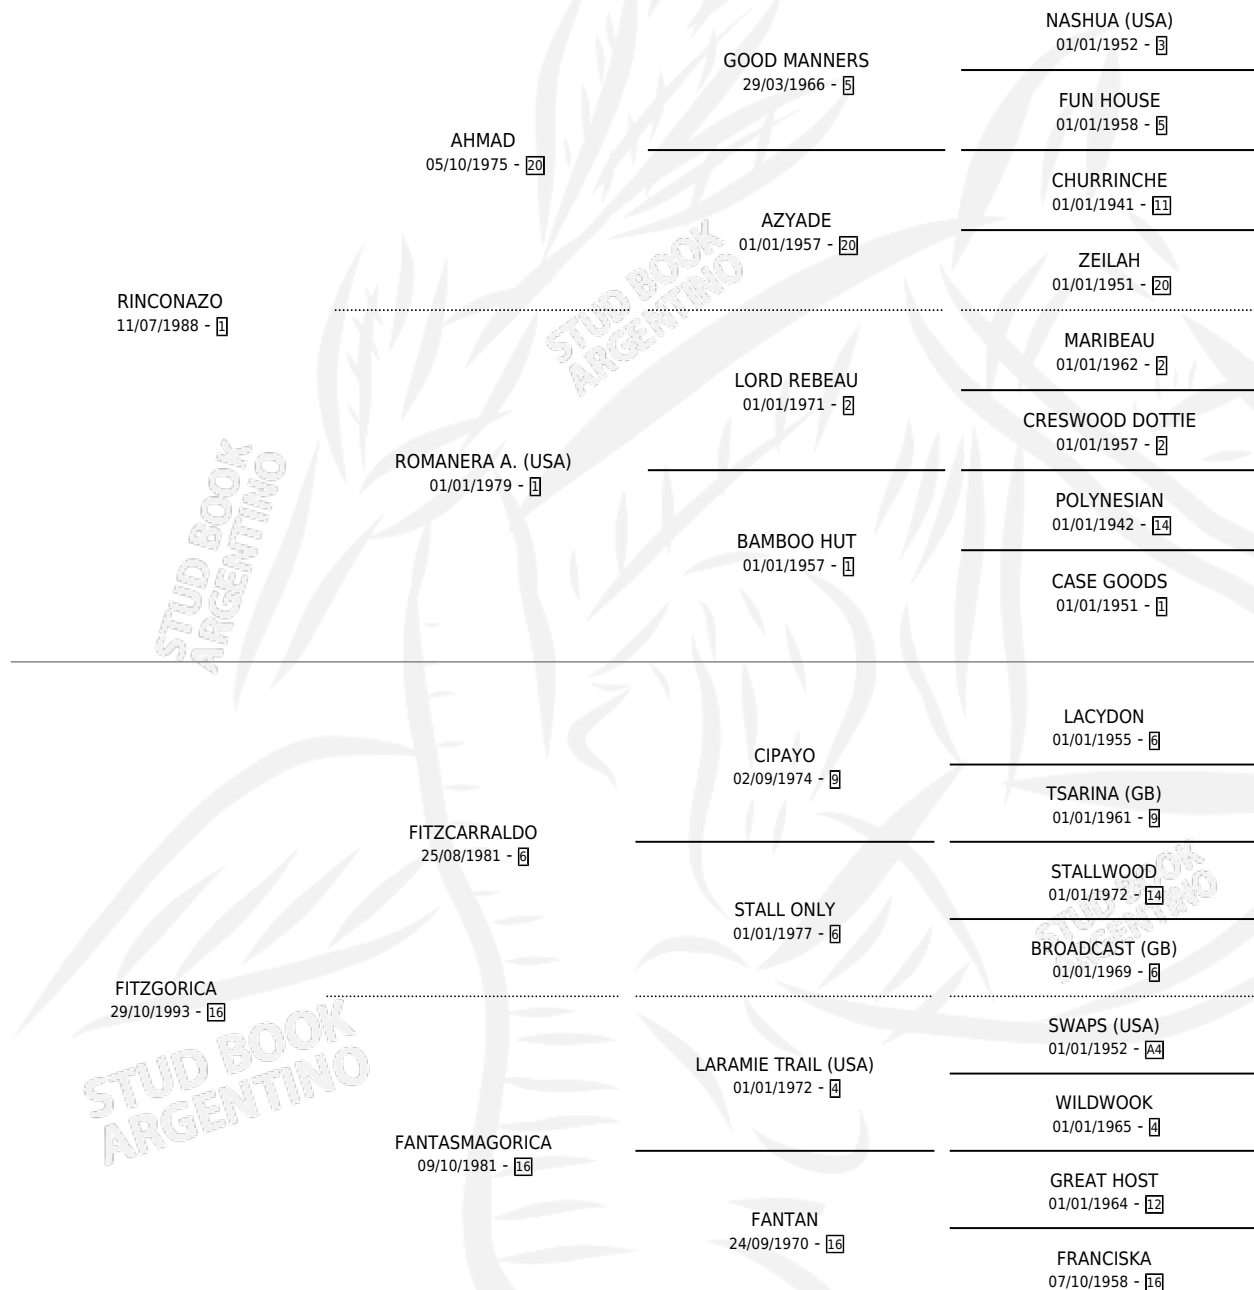 NASHUA (USA)
01/01/1952 - 3
GOOD MANNERS
29/03/1966 - 5
FUN HOUSE
01/01/1958 - 5
AHMAD
05/10/1975 - 20
CHURRINCHE
01/01/1941 - 11
AZYADE
01/01/1957 - 20
ZEILAH
01/01/1951 - 20
RINCONAZO
11/07/1988 - 1
MARIBEAU
01/01/1962 - 2
LORD REBEAU
01/01/1971 - 2
CRESWOOD DOTTIE
01/01/1957 - 2
ROMANERA A. (USA)
01/01/1979 - 1
POLYNESIAN
01/01/1942 - 14
BAMBOO HUT
01/01/1957 - 1
CASE GOODS
01/01/1951 - 1
LACYDON
01/01/1955 - 6
CIPAYO
02/09/1974 - 9
TSARINA (GB)
01/01/1961 - 9
FITZCARRALDO
25/08/1981 - 6
STALLWOOD
01/01/1972 - 14
STALL ONLY
01/01/1977 - 6
BROADCAST (GB)
01/01/1969 - 6
FITZGORICA
29/10/1993 - 16
SWAPS (USA)
01/01/1952 - A4
LARAMIE TRAIL (USA)
01/01/1972 - 4
WILDWOOK
01/01/1965 - 4
FANTASMAGORICA
09/10/1981 - 16
GREAT HOST
01/01/1964 - 12
FANTAN
24/09/1970 - 16
FRANCISKA
07/10/1958 - 16
STUD BOOK
ARGENTINO
STUD BOOK
ARGENTINO
STUD BOOK
ARGENTINO
STUD BOOK
ARGENTINO